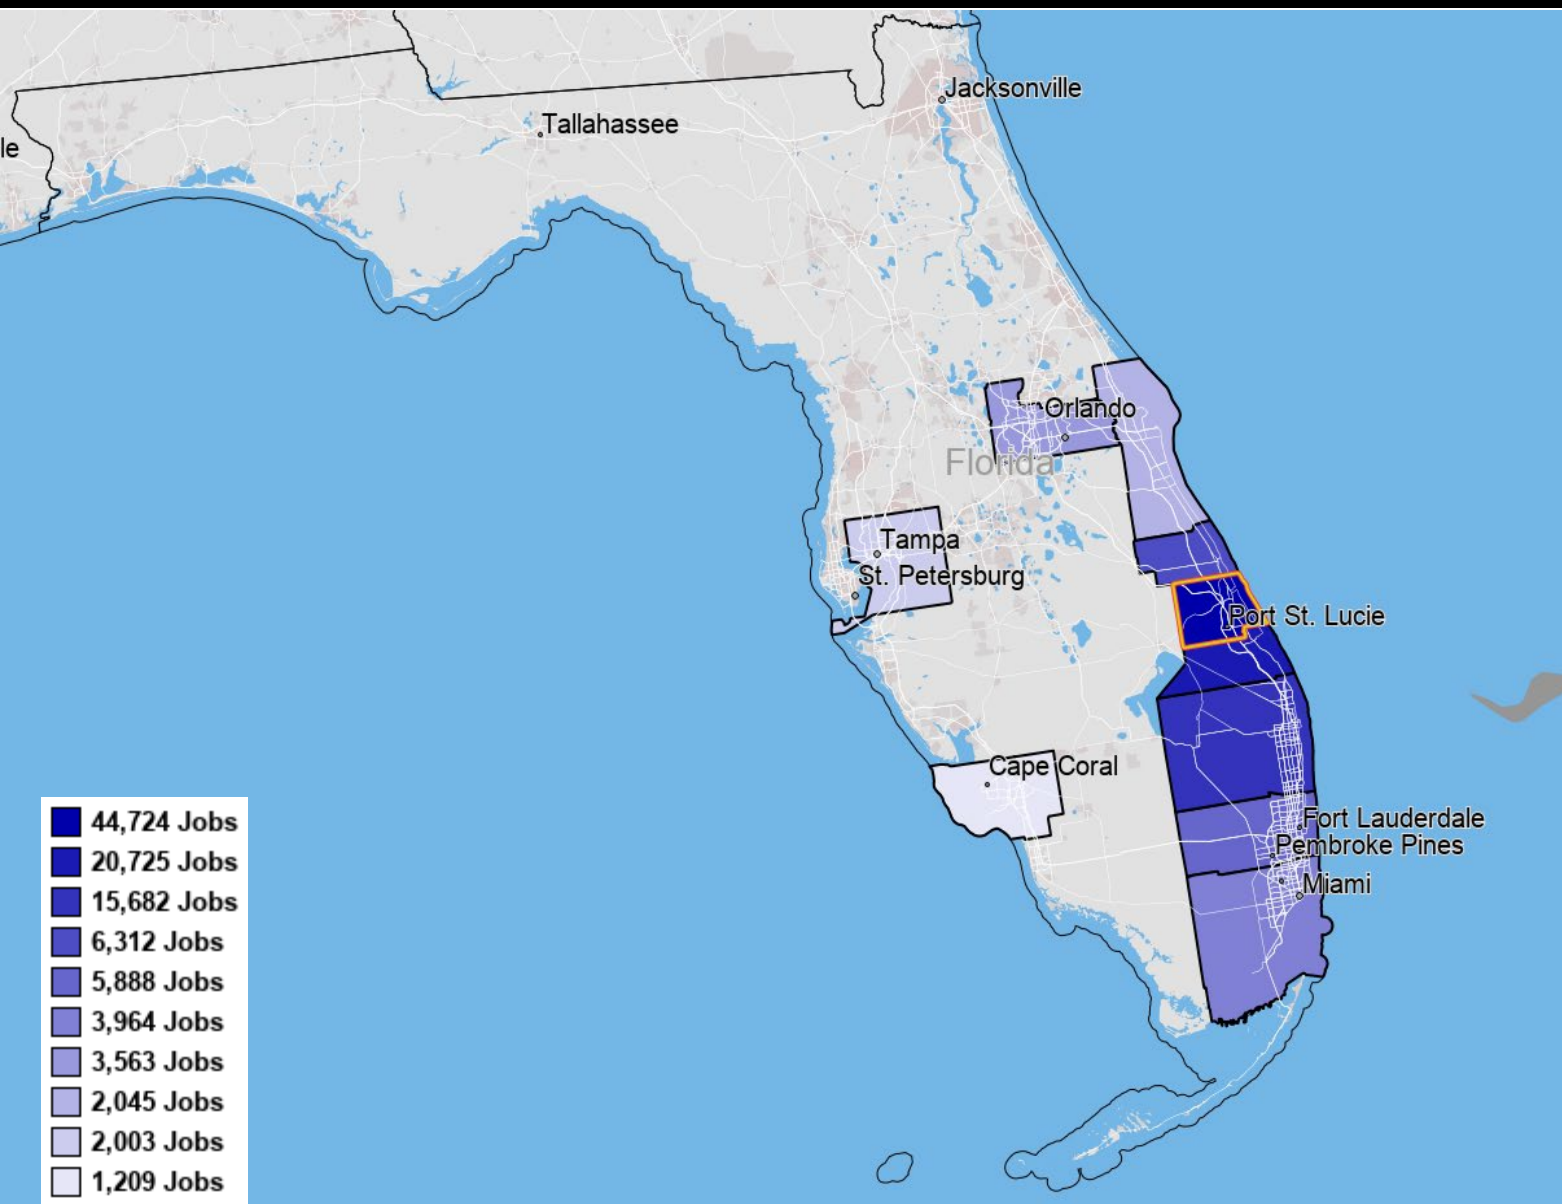 Jacksonville
Tallahassee
le
Orlando
Florida
Tampa
St. Petersburg
Port St. Lucie
Cape Coral
Fort Lauderdale
Pembroke Pines
Miami
44,724 Jobs
20,725 Jobs
15,682 Jobs
6,312 Jobs
5,888 Jobs
3,964 Jobs
3,563 Jobs
2,045 Jobs
2,003 Jobs
1,209 Jobs